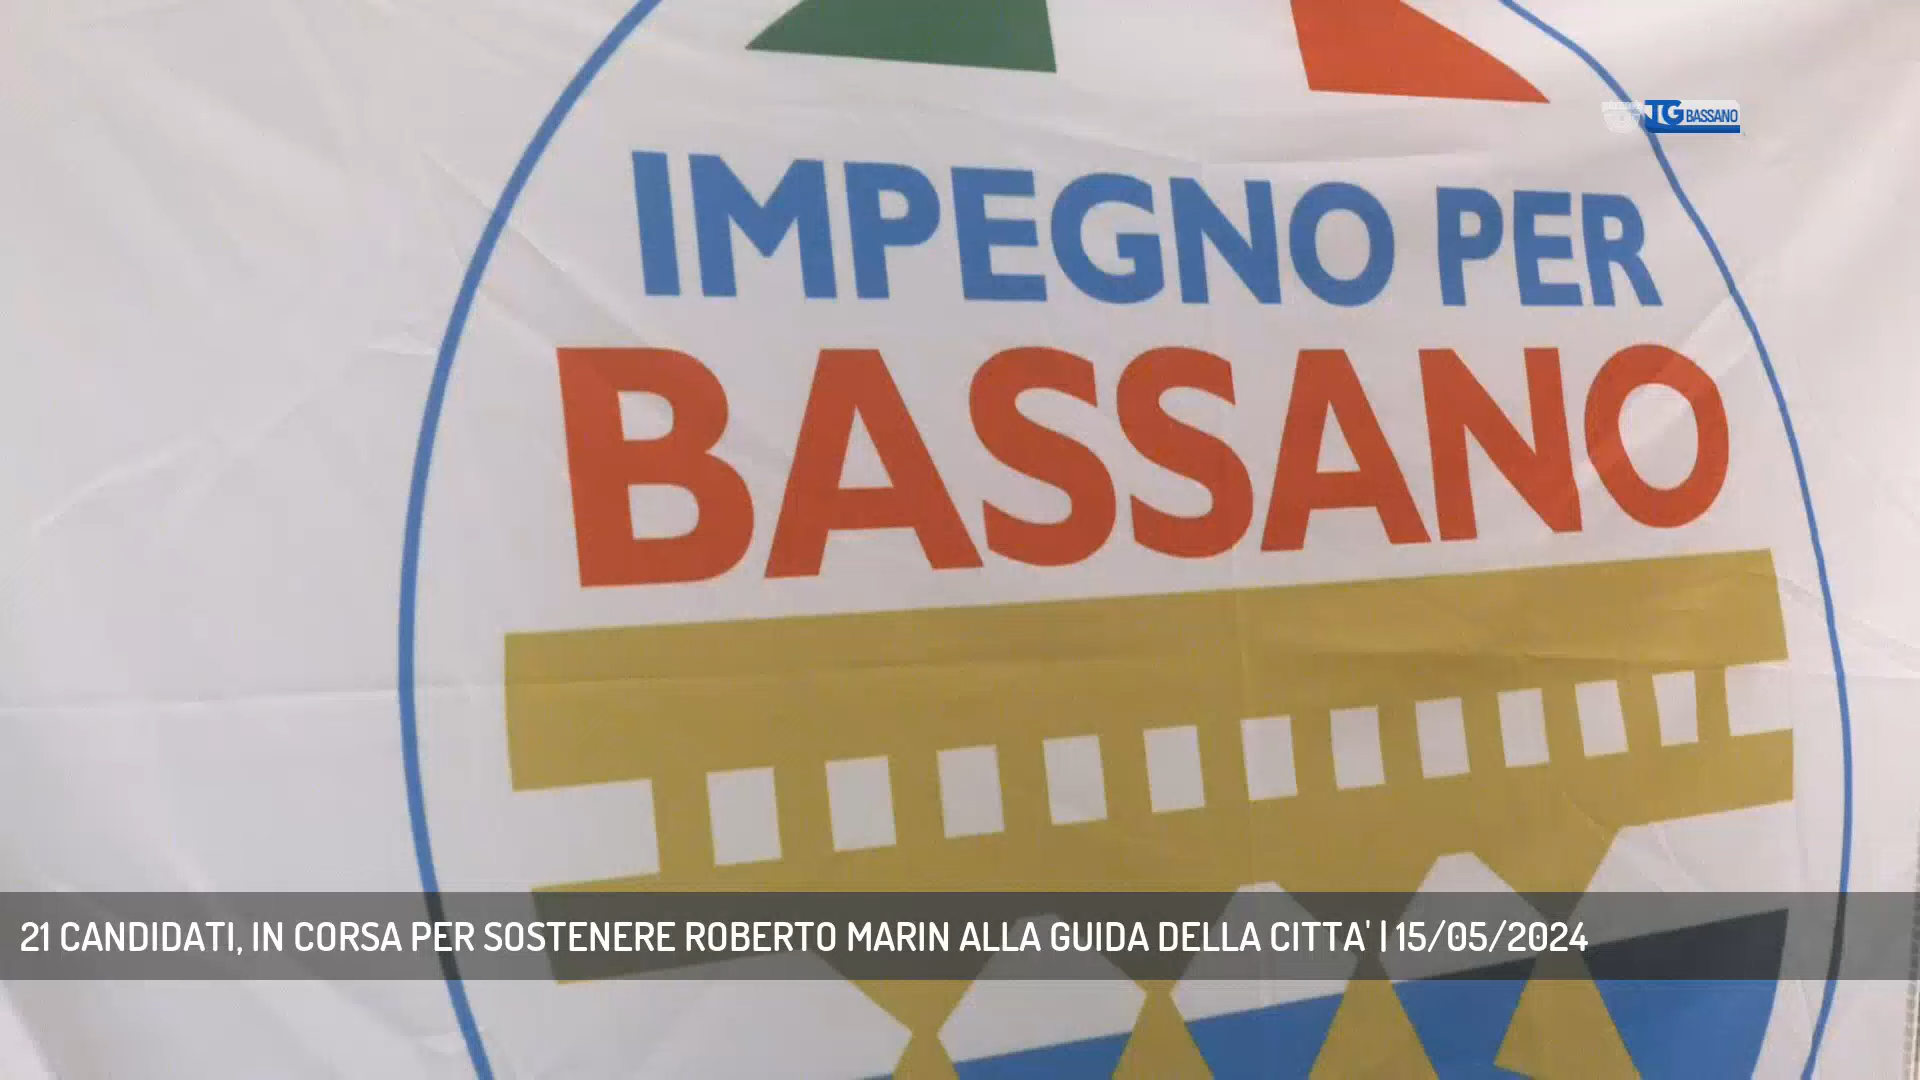 TG BASSANO
IMPEGNO PER
BASSANO
21 CANDIDATI, IN CORSA PER SOSTENERE ROBERTO MARIN ALLA GUIDA DELLA CITTA' | 15/05/2024